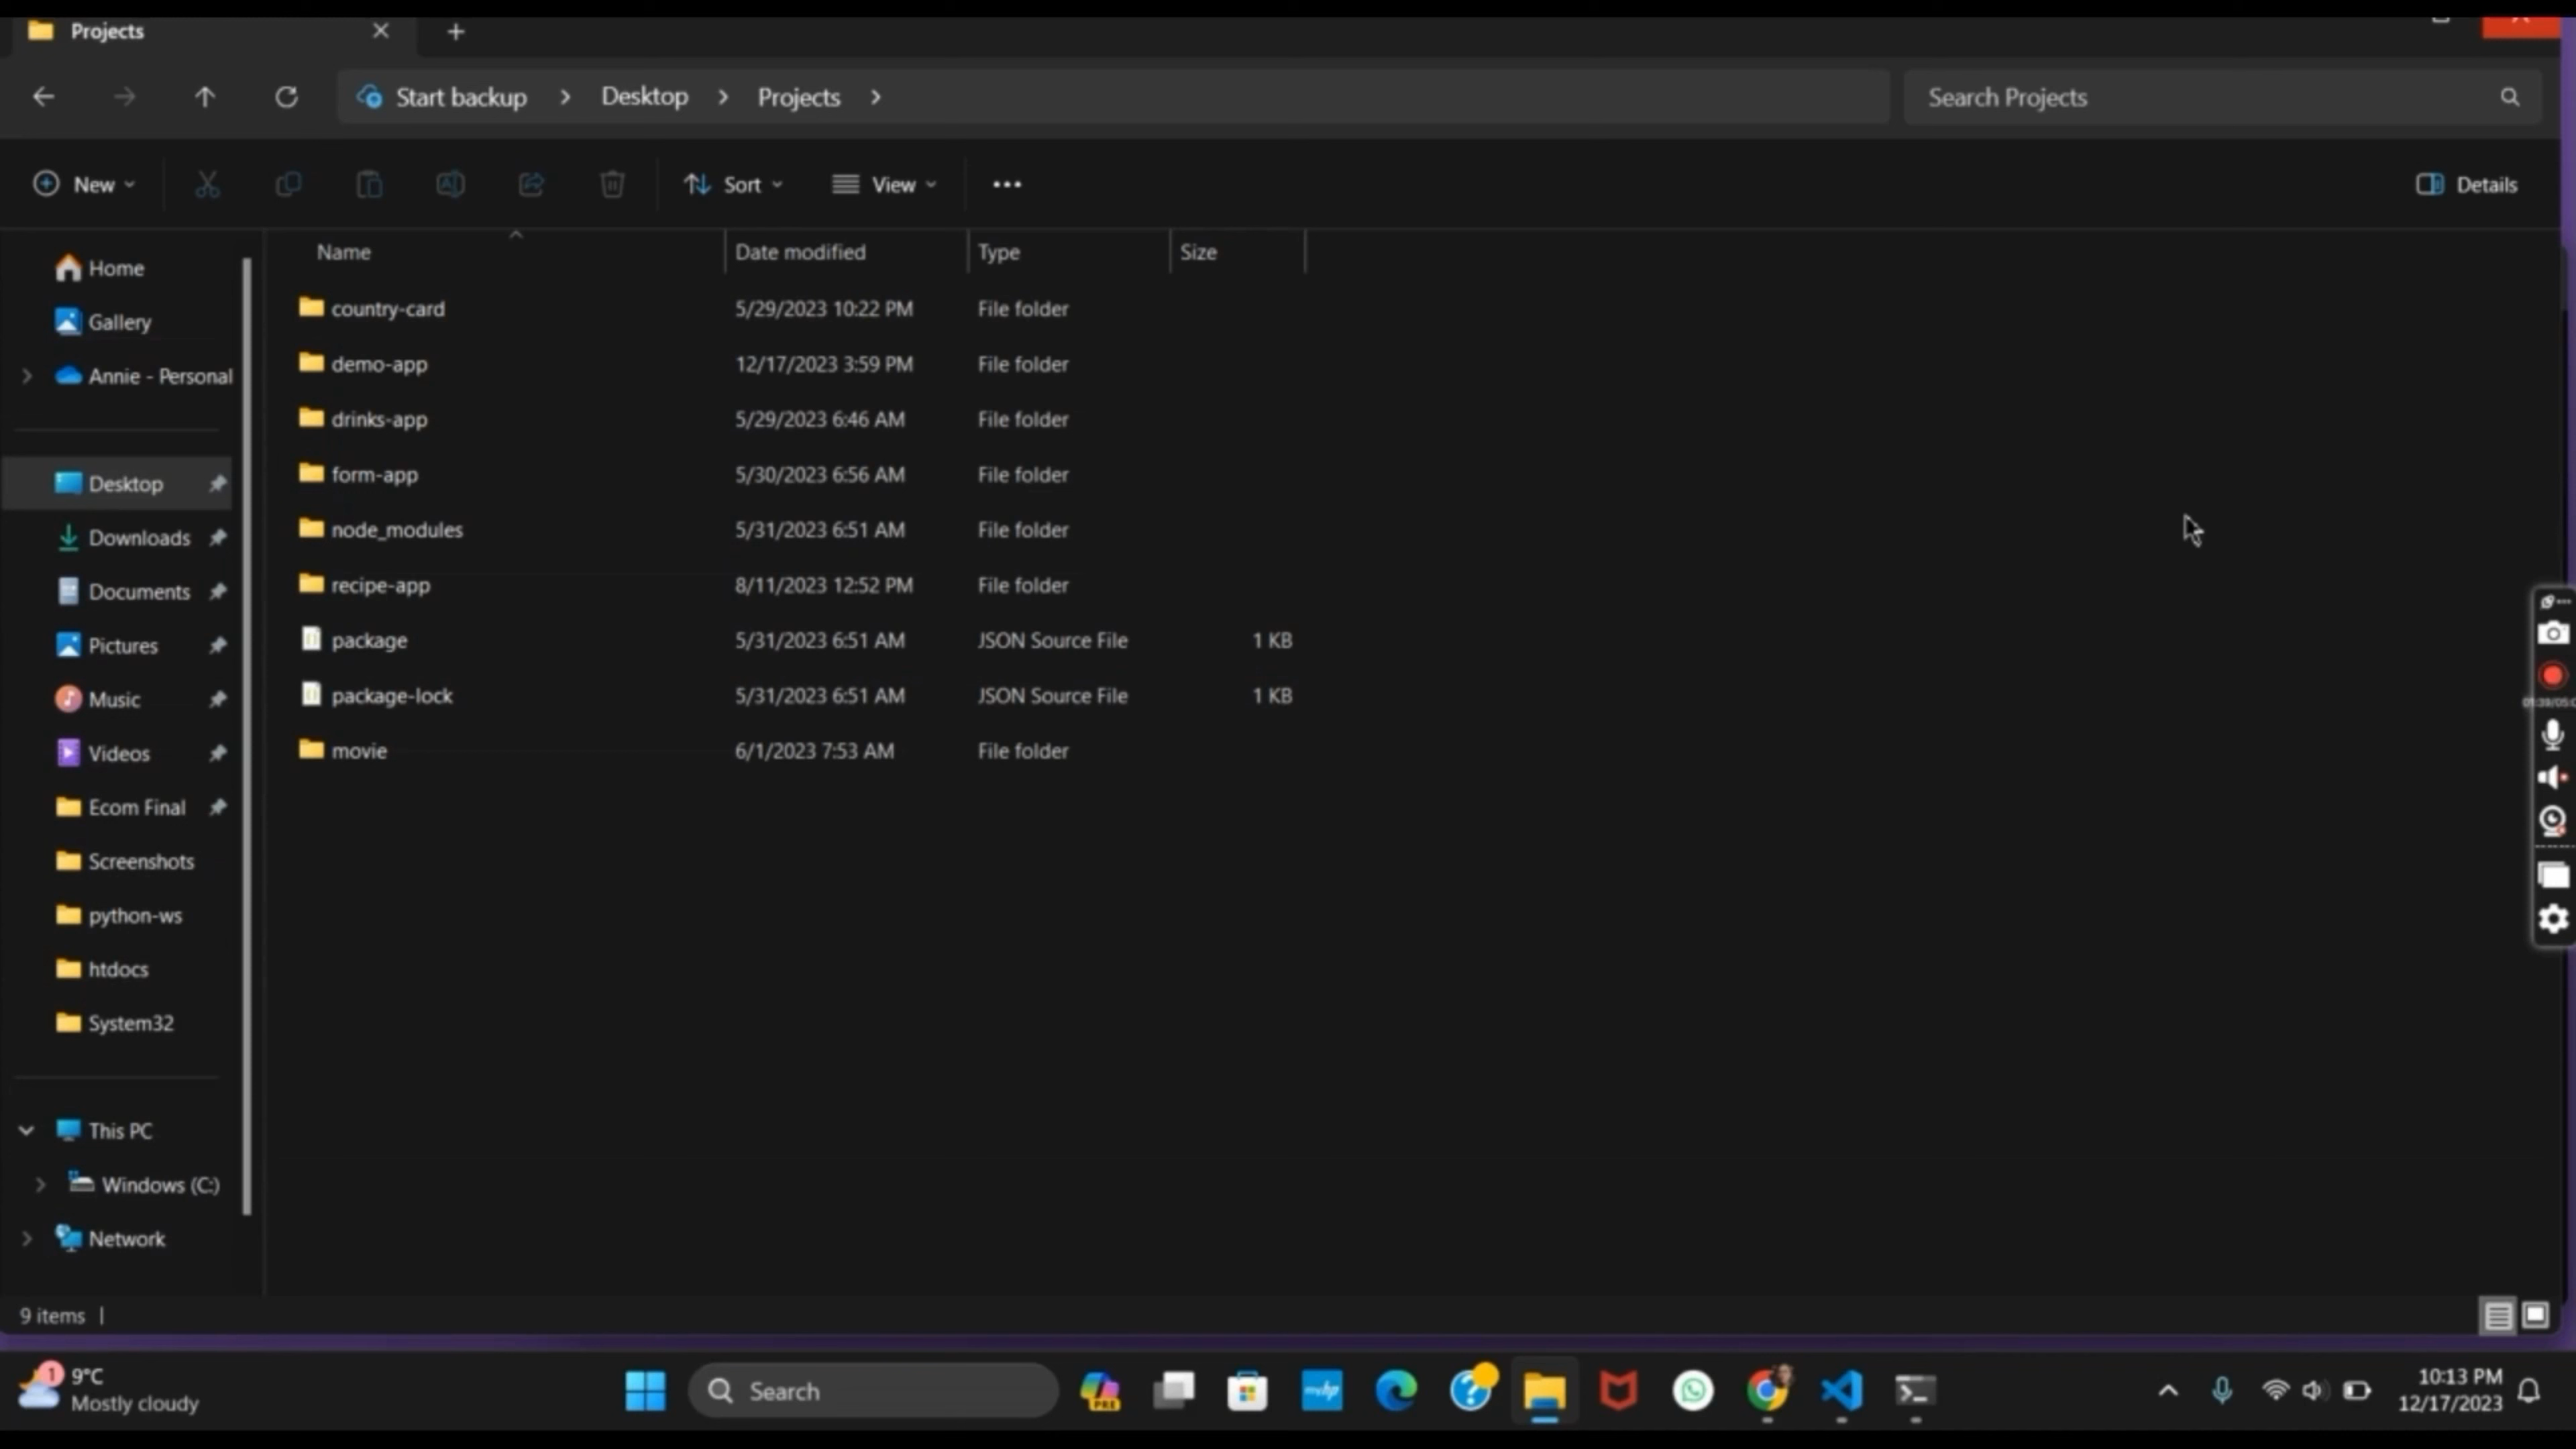 Projects
Start backup > Desktop > Projects >
Search Projects
New
Sort
View
Details
Name Date modified Type Size
country-card 5/29/2023 10:22 PM File folder
demo-app 12/17/2023 3:59 PM File folder
drinks-app 5/29/2023 6:46 AM File folder
form-app 5/30/2023 6:56 AM File folder
node_modules 5/31/2023 6:51 AM File folder
recipe-app 8/11/2023 12:52 PM File folder
package 5/31/2023 6:51 AM JSON Source File 1 KB
package-lock 5/31/2023 6:51 AM JSON Source File 1 KB
movie 6/1/2023 7:53 AM File folder
Home
Gallery
Annie - Personal
Desktop
Downloads
Documents
Pictures
Music
Videos
Ecom Final
Screenshots
python-ws
htdocs
System32
This PC
Windows (C:)
Network
9 items
1
9°C
Mostly cloudy
Search
PRE
myhp
10:13 PM
12/17/2023